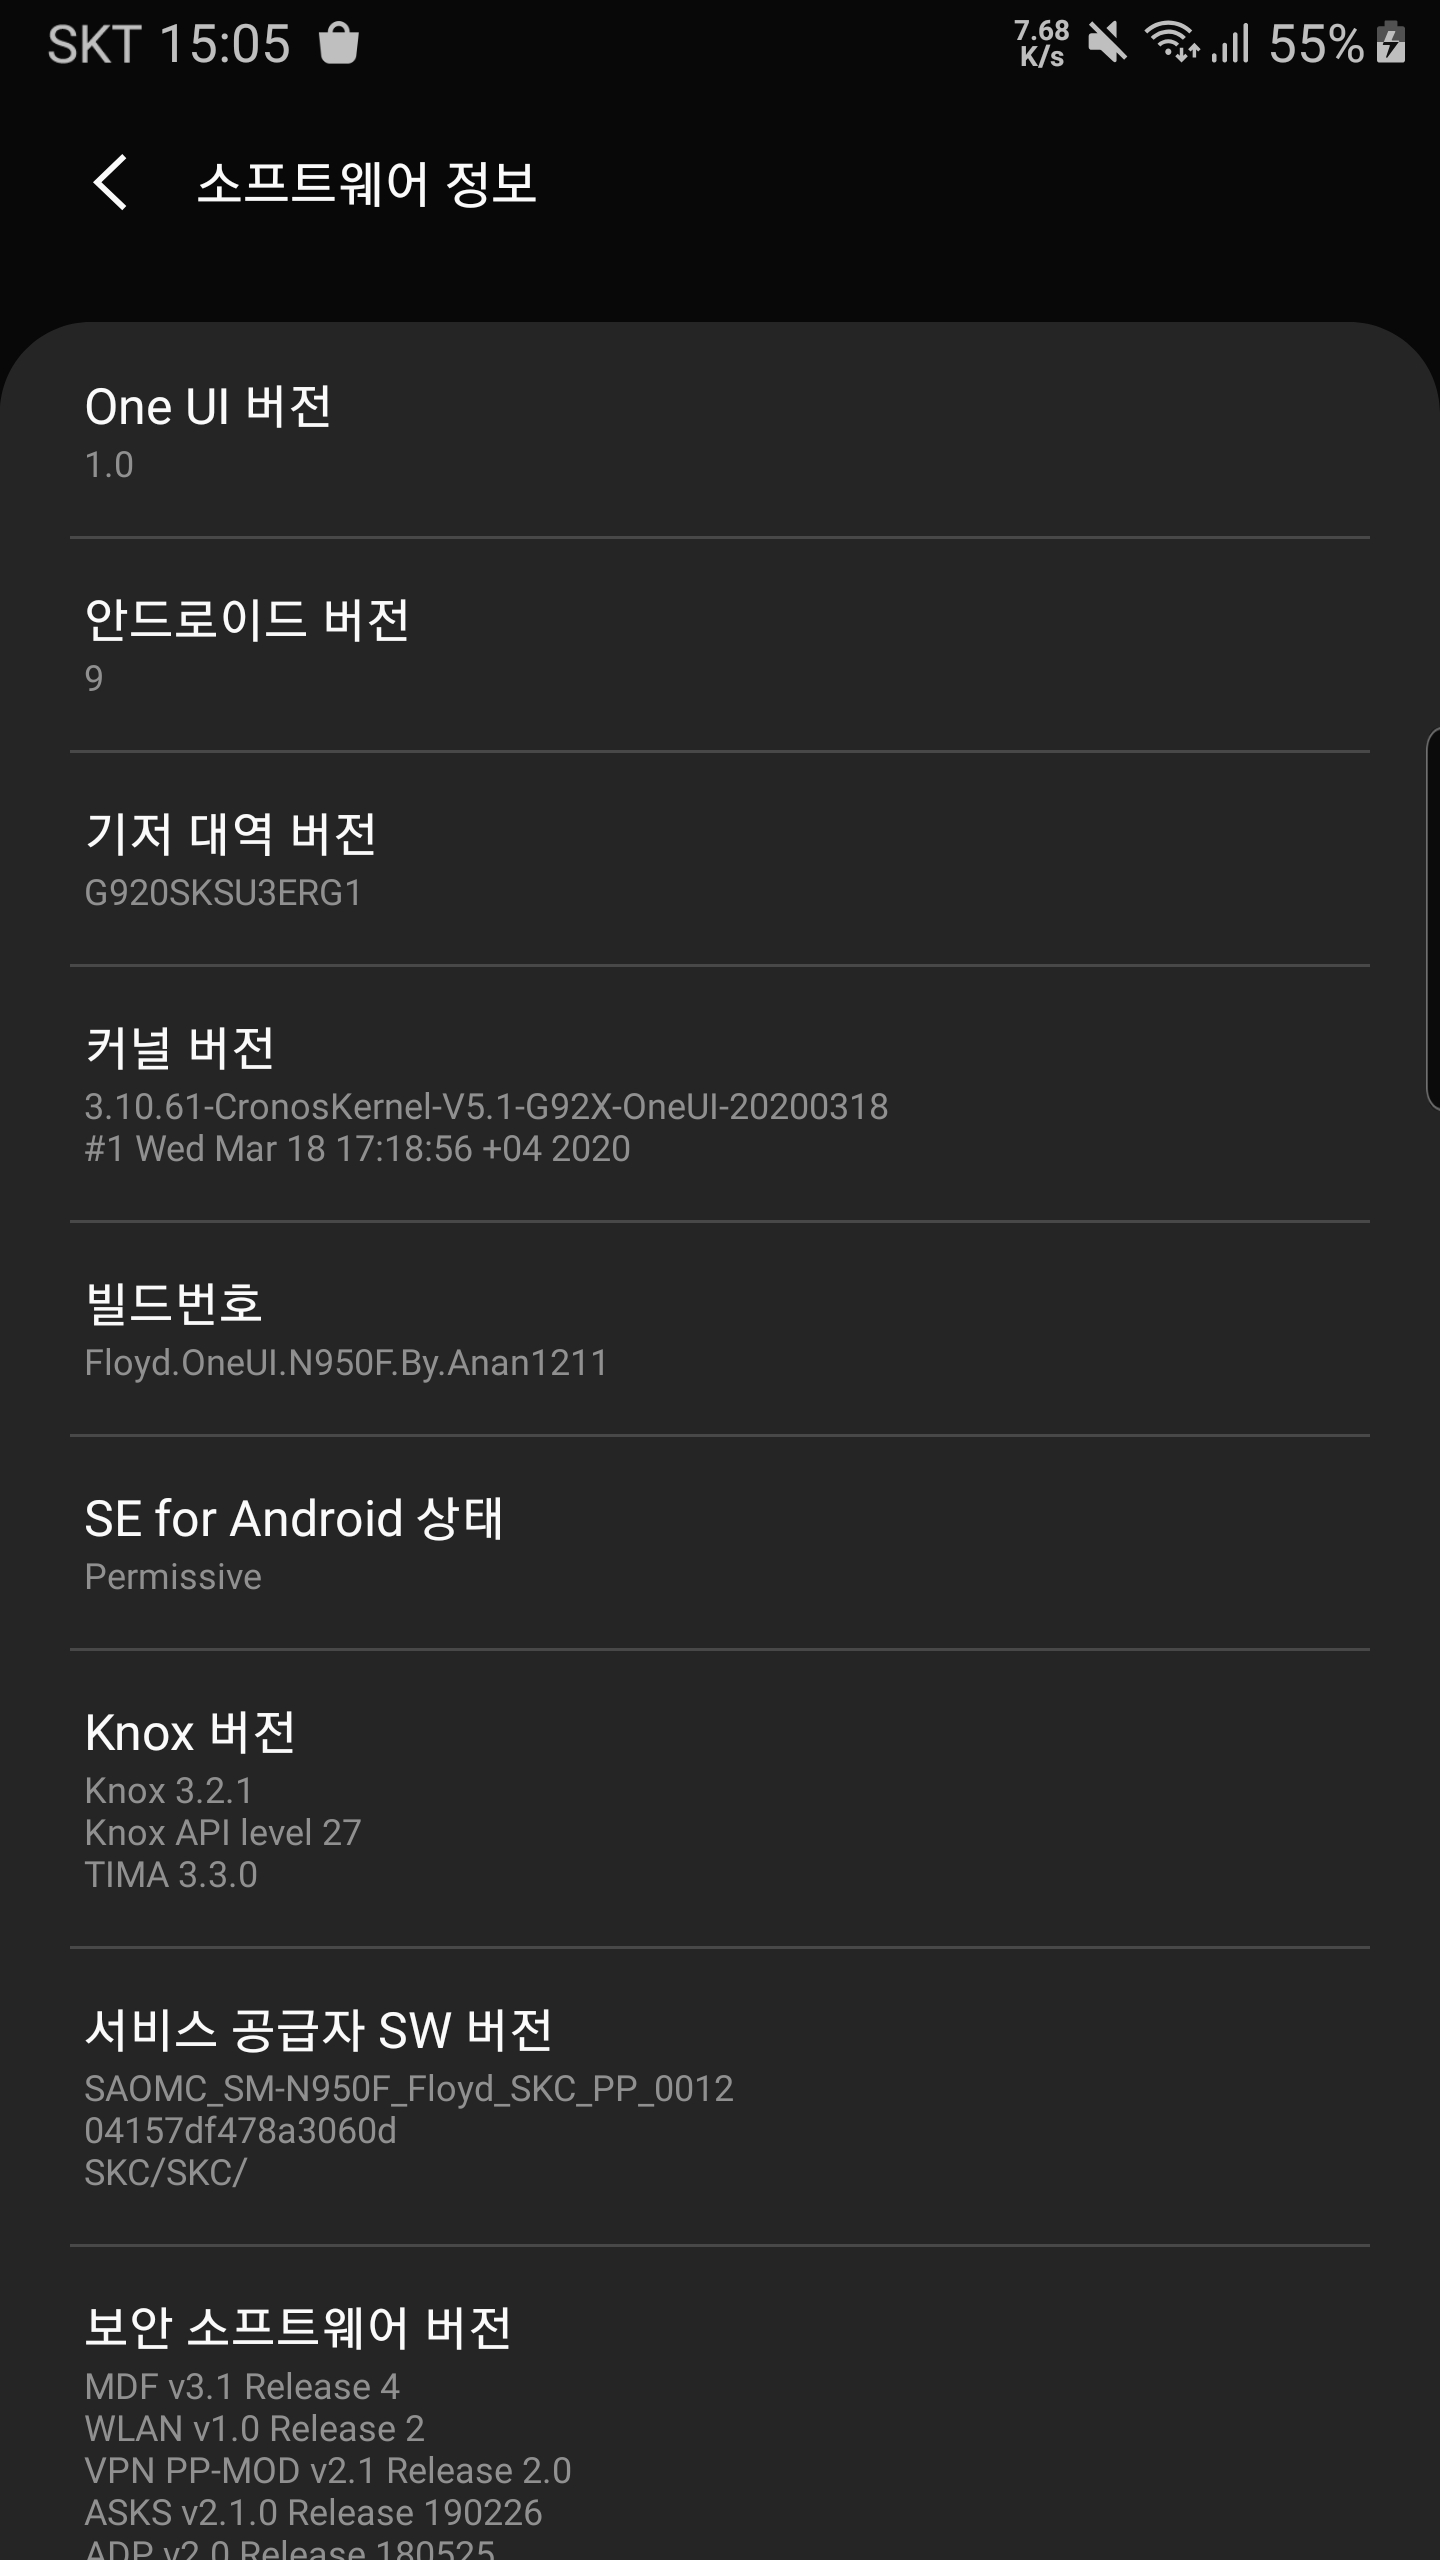 SKT 15:05
7.68
K/s
55%
소프트웨어 정보
One UI 버전
1.0
안드로이드 버전
9
기저 대역 버전
G920SKSU3ERG1
커널 버전
3.10.61-CronosKernel-V5.1-G92X-OneUI-20200318
#1 Wed Mar 18 17:18:56 +04 2020
빌드번호
Floyd.OneUI.N950F.By.Anan1211
SE for Android 상태
Permissive
Knox 버전
Knox 3.2.1
Knox API level 27
TIMA 3.3.0
서비스 공급자 SW 버전
SAOMC_SM-N950F_Floyd_SKC_PP_0012
04157df478a3060d
SKC/SKC/
보안 소프트웨어 버전
MDF v3.1 Release 4
WLAN v1.0 Release 2
VPN PP-MOD v2.1 Release 2.0
ASKS v2.1.0 Release 190226
ADP v2.0 Release 180525